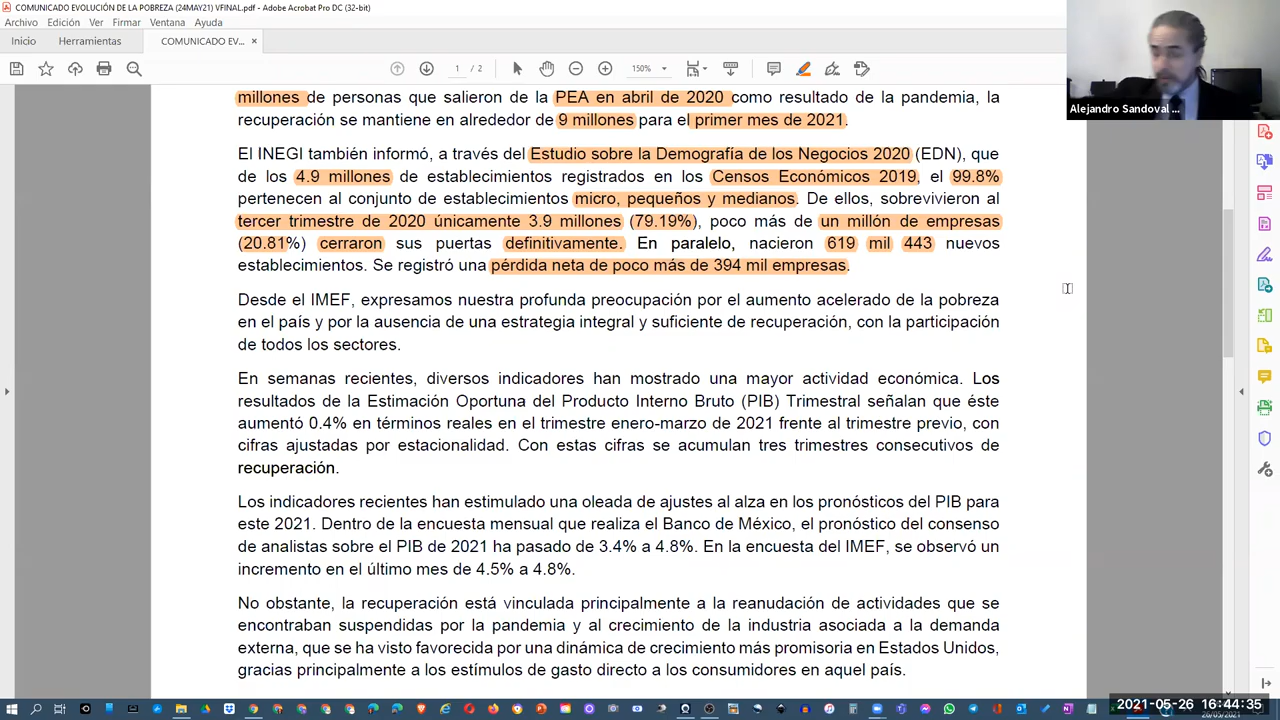 COMUNICADO EVOLUCIÓN DE LA POBREZA (24MAY21) VFINAL.pdf - Adobe Acrobat Pro DC (32-bit)
Archivo Edición Ver Firmar Ventana Ayuda
Inicio Herramientas COMUNICADO EV... ×
1 / 2 150%
Alejandro Sandoval ...
millones de personas que salieron de la PEA en abril de 2020 como resultado de la pandemia, la
recuperación se mantiene en arededor de 9 millones para el primer mes de 2021.
El INEGI también informó, a través del Estudio sobre la Demografía de los Negocios 2020 (EDN), que
de los 4.9 millones de establecimientos registrados en los Censos Económicos 2019, el 99.8%
pertenecen al conjunto de establecimientos micro, pequeños y medianos. De ellos, sobrevivieron al
tercer trimestre de 2020 únicamente 3.9 millones (79.19%), poco más de un millón de empresas
(20.81%) cerraron sus puertas definitivamente. En paralelo, nacieron 619 mil 443 nuevos
establecimientos. Se registró una pérdida neta de poco más de 394 mil empresas.
Desde el IMEF, expresamos nuestra profunda preocupación por el aumento acelerado de la pobreza
en el país y por la ausencia de una estrategia integral y suficiente de recuperación, con la participación
de todos los sectores.
En semanas recientes, diversos indicadores han mostrado una mayor actividad económica. Los
resultados de la Estimación Oportuna del Producto Interno Bruto (PIB) Trimestral señalan que éste
aumentó 0.4% en términos reales en el trimestre enero-marzo de 2021 frente al trimestre previo, con
cifras ajustadas por estacionalidad. Con estas cifras se acumulan tres trimestres consecutivos de
recuperación.
Los indicadores recientes han estimulado una oleada de ajustes al alza en los pronósticos del PIB para
este 2021. Dentro de la encuesta mensual que realiza el Banco de México, el pronóstico del consenso
de analistas sobre el PIB de 2021 ha pasado de 3.4% a 4.8%. En la encuesta del IMEF, se observó un
incremento en el último mes de 4.5% a 4.8%.
No obstante, la recuperación está vinculada principalmente a la reanudación de actividades que se
encontraban suspendidas por la pandemia y al crecimiento de la industria asociada a la demanda
externa, que se ha visto favorecida por una dinámica de crecimiento más promisoria en Estados Unidos,
gracias principalmente a los estímulos de gasto directo a los consumidores en aquel país.
2021-05-26 16:44:35